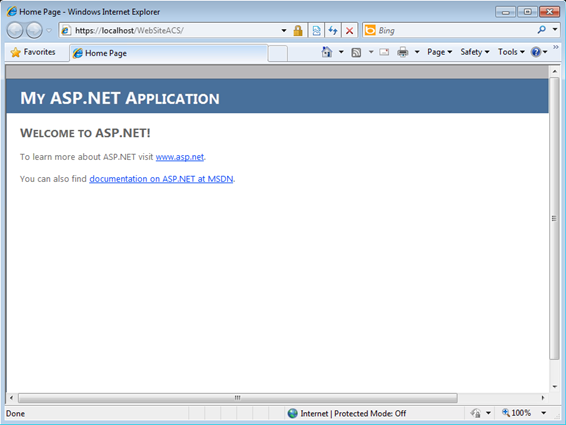 Home Page - Windows Internet Explorer
https://localhost/WebSiteACS/
Bing
Favorites
Home Page
Page
Safety
Tools
MY ASP.NET APPLICATION
WELCOME TO ASP.NET!
To learn more about ASP.NET visit www.asp.net.
You can also find documentation on ASP.NET at MSDN.
Done
Internet | Protected Mode: Off
100%